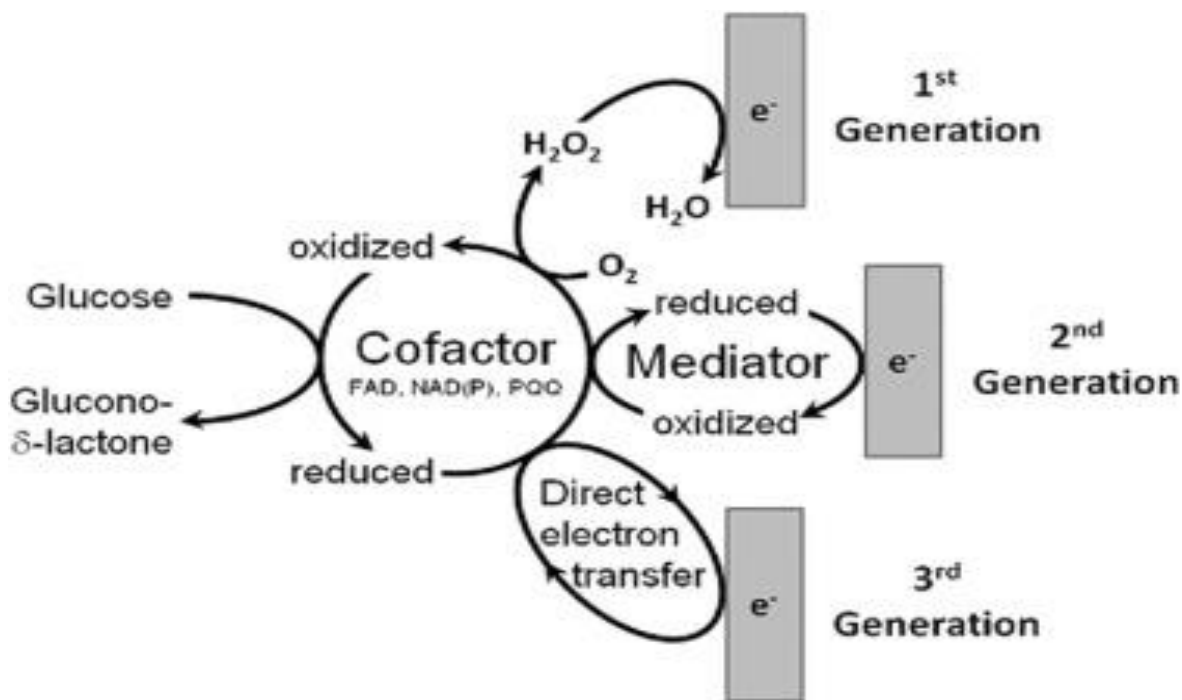 1st
Generation
e-
H2O2
H2O
oxidized
O2
Glucose
reduced
Cofactor
FAD, NAD(P), PQQ
Mediator
e-
2nd
Generation
Glucono-
δ-lactone
oxidized
reduced
Direct
electron
transfer
e-
3rd
Generation